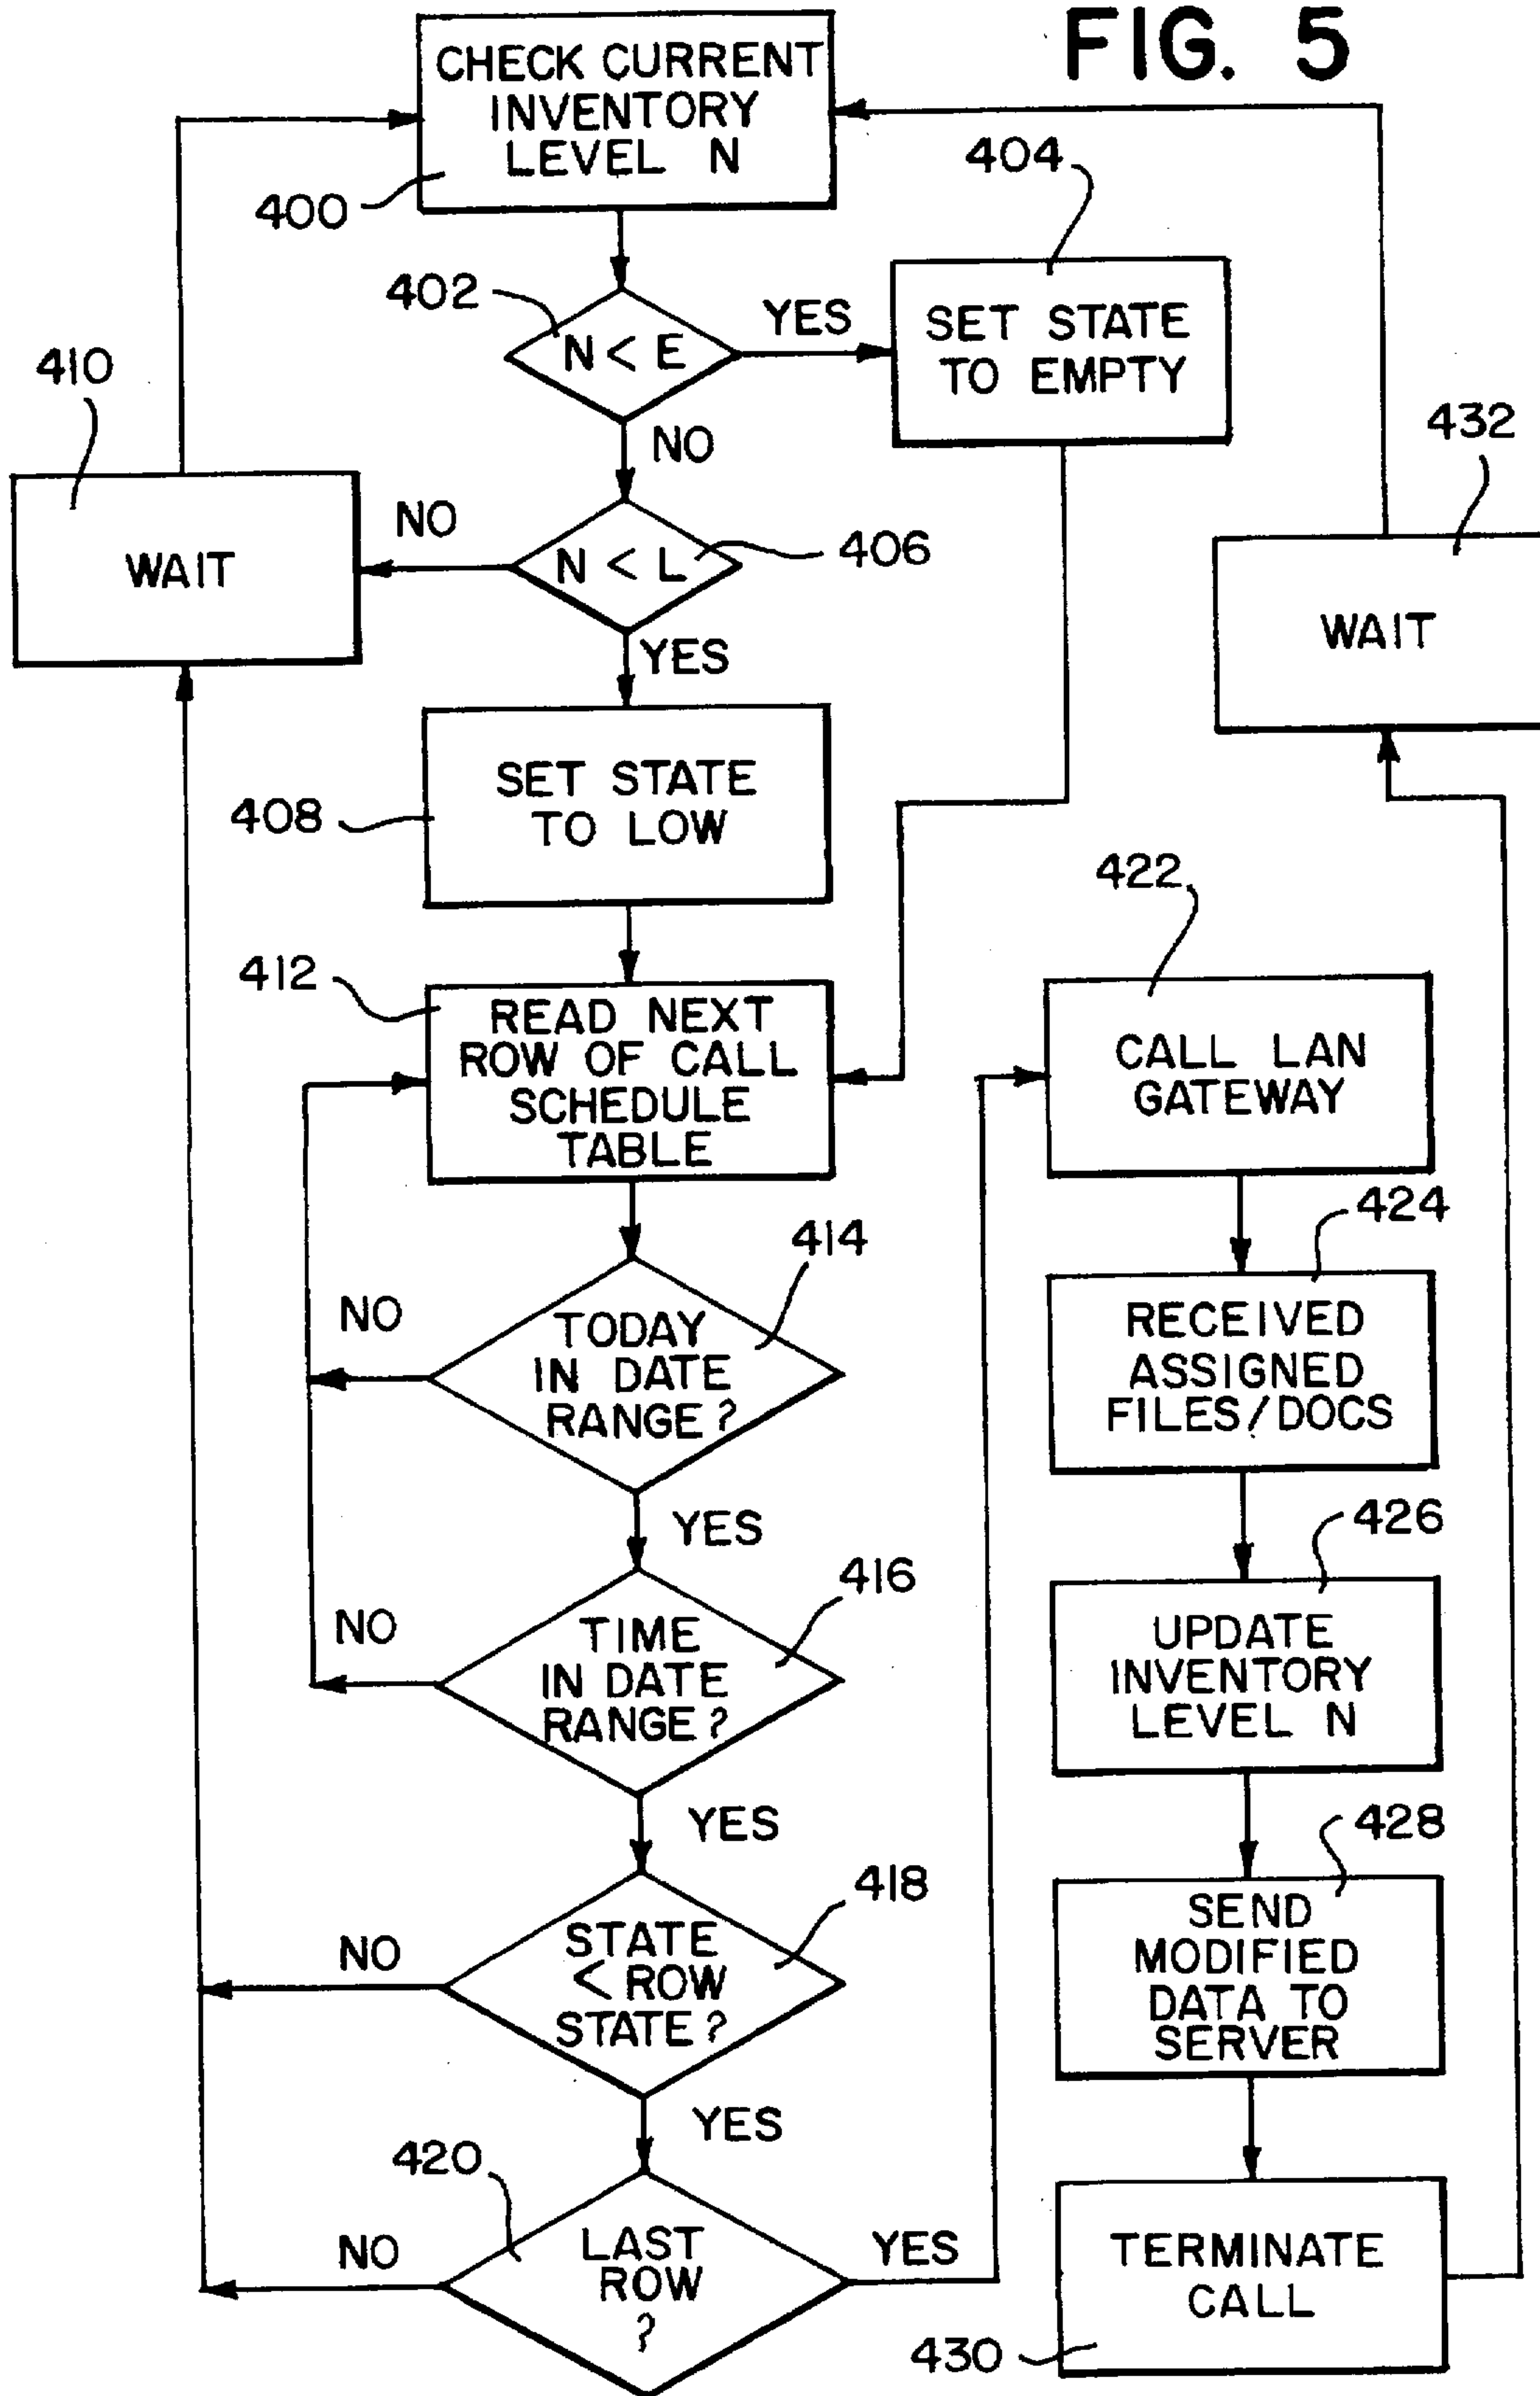 FIG. 5
CHECK CURRENT
INVENTORY
LEVEL N
400
404
402
N < E
YES
SET STATE
TO EMPTY
NO
410
432
WAIT
NO
N < L
406
WAIT
YES
SET STATE
TO LOW
408
422
412
READ NEXT
ROW OF CALL
SCHEDULE
TABLE
CALL LAN
GATEWAY
424
414
NO
TODAY
IN DATE
RANGE?
RECEIVED
ASSIGNED
FILES/DOCS
YES
426
416
NO
TIME
IN DATE
RANGE?
UPDATE
INVENTORY
LEVEL N
YES
428
418
NO
STATE
< ROW
STATE?
SEND
MODIFIED
DATA TO
SERVER
YES
420
NO
LAST
ROW
?
YES
TERMINATE
CALL
430